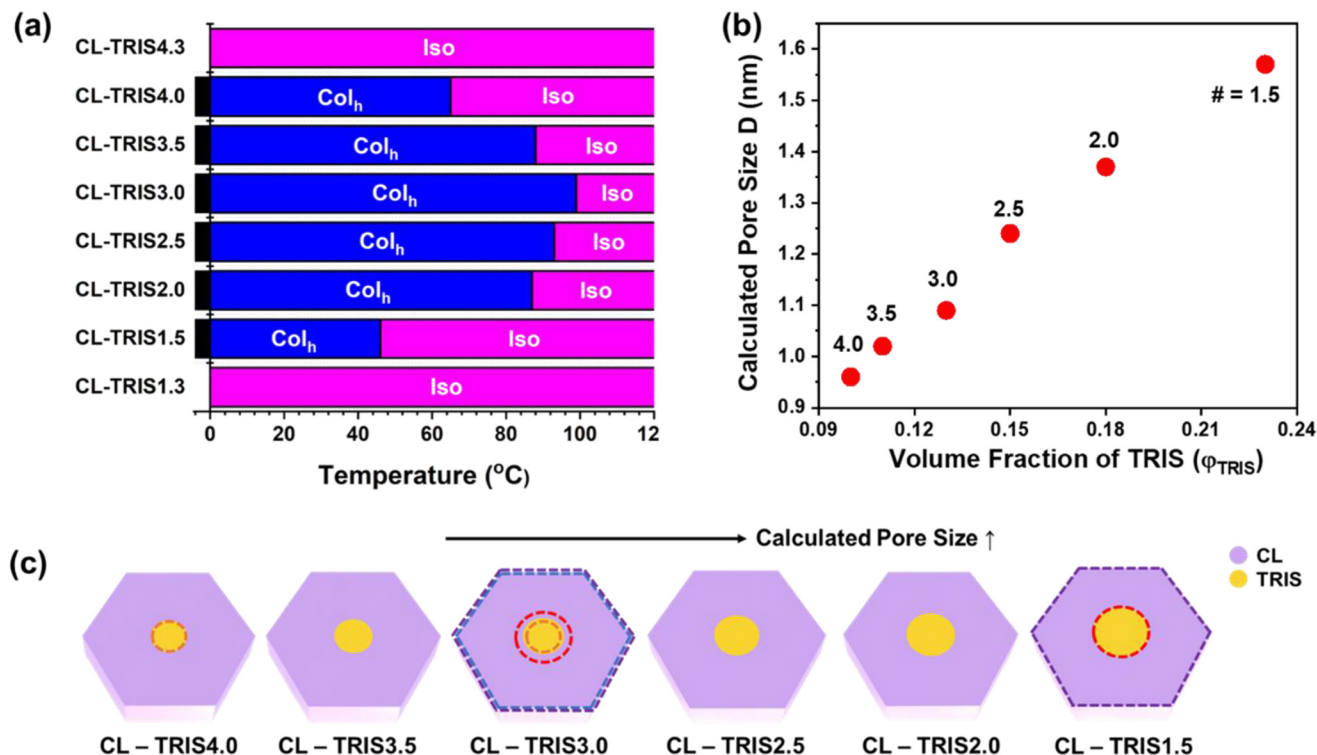 (a)
CL-TRIS4.3
Iso
CL-TRIS4.0
Colₕ
Iso
CL-TRIS3.5
Colₕ
Iso
CL-TRIS3.0
Colₕ
Iso
CL-TRIS2.5
Colₕ
Iso
CL-TRIS2.0
Colₕ
Iso
CL-TRIS1.5
Colₕ
Iso
CL-TRIS1.3
Iso
0 20 40 60 80 100 12
Temperature (°C)
(b)
Calculated Pore Size D (nm)
1.6
1.5
1.4
1.3
1.2
1.1
1.0
0.9
# = 1.5
2.0
2.5
3.0
3.5
4.0
0.09 0.12 0.15 0.18 0.21 0.24
Volume Fraction of TRIS (φTRIS)
(c)
Calculated Pore Size ↑
CL
TRIS
CL – TRIS4.0
CL – TRIS3.5
CL – TRIS3.0
CL – TRIS2.5
CL – TRIS2.0
CL – TRIS1.5